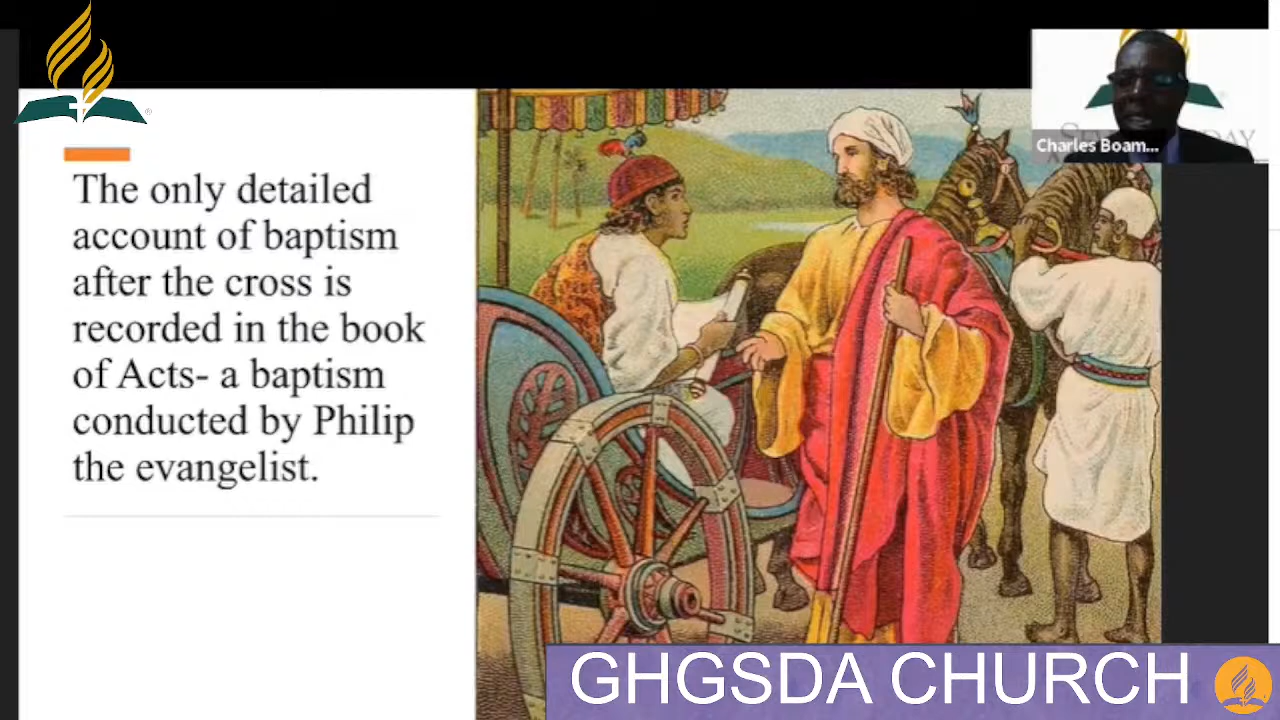 The only detailed
account of baptism
after the cross is
recorded in the book
of Acts- a baptism
conducted by Philip
the evangelist.
Charles Boam...
GHGSDA CHURCH